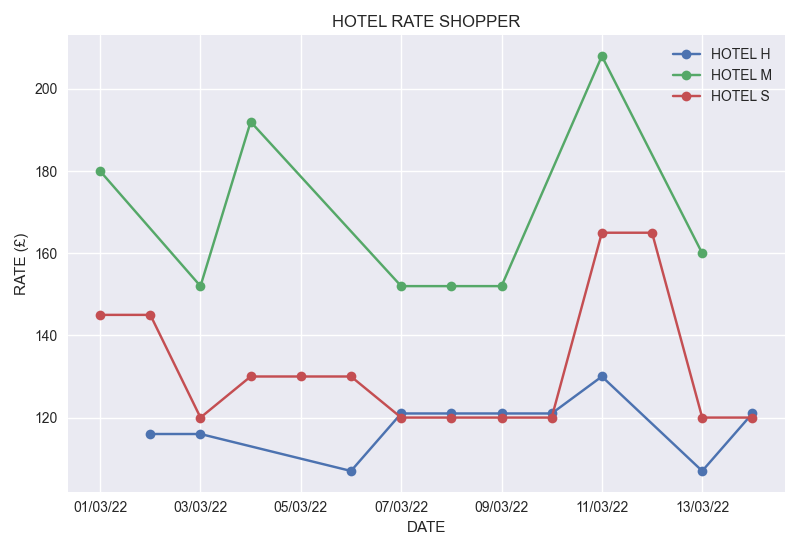 HOTEL RATE SHOPPER
HOTEL H
HOTEL M
HOTEL S
RATE (£)
200
180
160
140
120
01/03/22 03/03/22 05/03/22 07/03/22 09/03/22 11/03/22 13/03/22
DATE